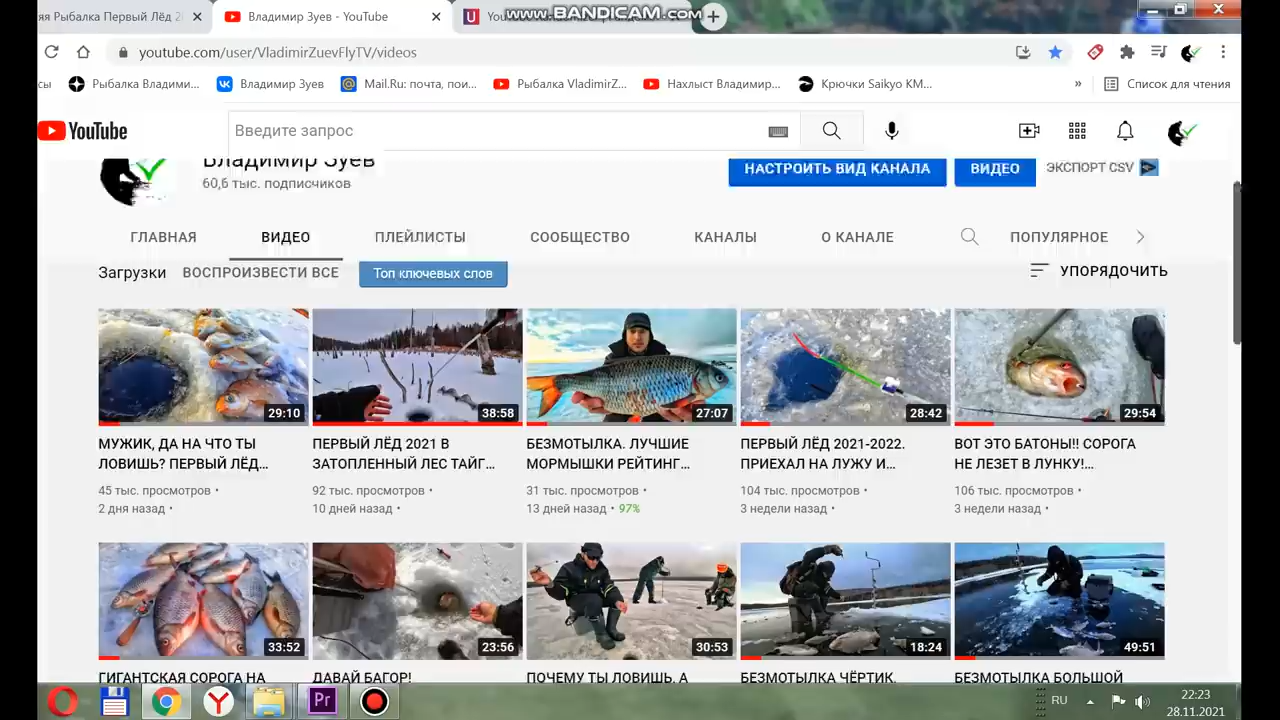 яя Рыбалка Первый Лёд 2
Владимир Зуев - YouTube
You
www.BANDICAM.com
youtube.com/user/VladimirZuevFlyTV/videos
сы
Рыбалка Владими...
Владимир Зуев
Mail.Ru: почта, пои...
Рыбалка VladimirZ...
Нахлыст Владимир...
Крючки Saikyo KM...
»
Список для чтения
YouTube
Введите запрос
Владимир Зуев
60,6 тыс. подписчиков
НАСТРОИТЬ ВИД КАНАЛА
ВИДЕО
ЭКСПОРТ CSV
ГЛАВНАЯ
ВИДЕО
ПЛЕЙЛИСТЫ
СООБЩЕСТВО
КАНАЛЫ
О КАНАЛЕ
ПОПУЛЯРНОЕ
Загрузки
ВОСПРОИЗВЕСТИ ВСЕ
Топ ключевых слов
УПОРЯДОЧИТЬ
29:10
38:58
27:07
28:42
29:54
МУЖИК, ДА НА ЧТО ТЫ
ЛОВИШЬ? ПЕРВЫЙ ЛЁД...
45 тыс. просмотров •
2 дня назад •
ПЕРВЫЙ ЛЁД 2021 В
ЗАТОПЛЕННЫЙ ЛЕС ТАЙГ...
92 тыс. просмотров •
10 дней назад •
БЕЗМОТЫЛКА. ЛУЧШИЕ
МОРМЫШКИ РЕЙТИНГ...
31 тыс. просмотров •
13 дней назад • 97%
ПЕРВЫЙ ЛЁД 2021-2022.
ПРИЕХАЛ НА ЛУЖУ И...
104 тыс. просмотров •
3 недели назад •
ВОТ ЭТО БАТОНЫ!! СОРОГА
НЕ ЛЕЗЕТ В ЛУНКУ!...
106 тыс. просмотров •
3 недели назад •
33:52
23:56
30:53
18:24
49:51
ГИГАНТСКАЯ СОРОГА НА
ДАВАЙ БАГОР!
ПОЧЕМУ ТЫ ЛОВИШЬ, А
БЕЗМОТЫЛКА ЧЁРТИК.
БЕЗМОТЫЛКА БОЛЬШОЙ
Pr
RU
22:23
28.11.2021